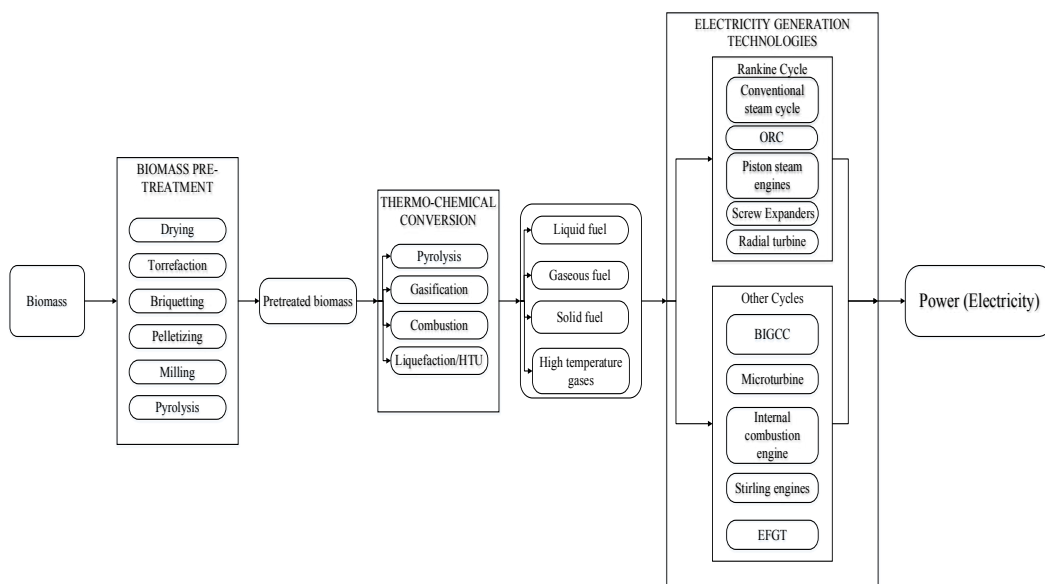 Biomass
BIOMASS PRE-
TREATMENT
Drying
Torrefaction
Briquetting
Pelletizing
Milling
Pyrolysis
Pretreated biomass
THERMO-CHEMICAL
CONVERSION
Pyrolysis
Gasification
Combustion
Liquefaction/HTU
Liquid fuel
Gaseous fuel
Solid fuel
High temperature
gases
ELECTRICITY GENERATION
TECHNOLOGIES
Rankine Cycle
Conventional
steam cycle
ORC
Piston steam
engines
Screw Expanders
Radial turbine
Other Cycles
BIGCC
Microturbine
Internal
combustion
engine
Stirling engines
EFGT
Power (Electricity)